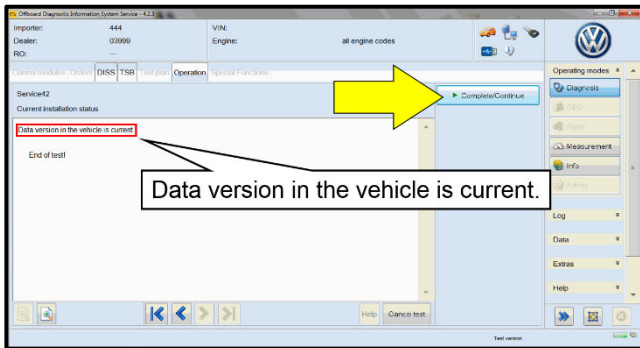 Offboard Diagnostic Information System Service - 4.2.1
Importer: 444 VIN:
Dealer: 03999 Engine: all engine codes
RO: ---
Control modules Orders DISS TSB Test plan Operation Special Functions
Operating modes
Service42
Complete/Continue
Diagnosis
Current installation status
OBD
Data version in the vehicle is current.
Flash
End of test!
Measurement
Info
Data version in the vehicle is current.
Admin
Log
Data
Extras
Help
Help Cancel test
Test version